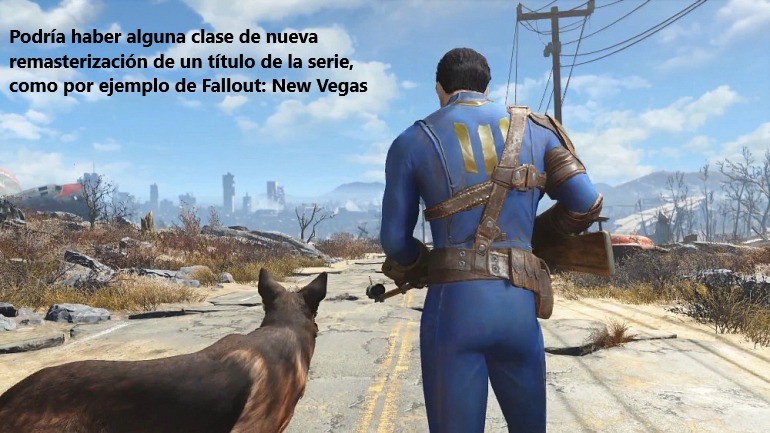 Podría haber alguna clase de nueva
remasterización de un título de la serie,
como por ejemplo de Fallout: New Vegas
111